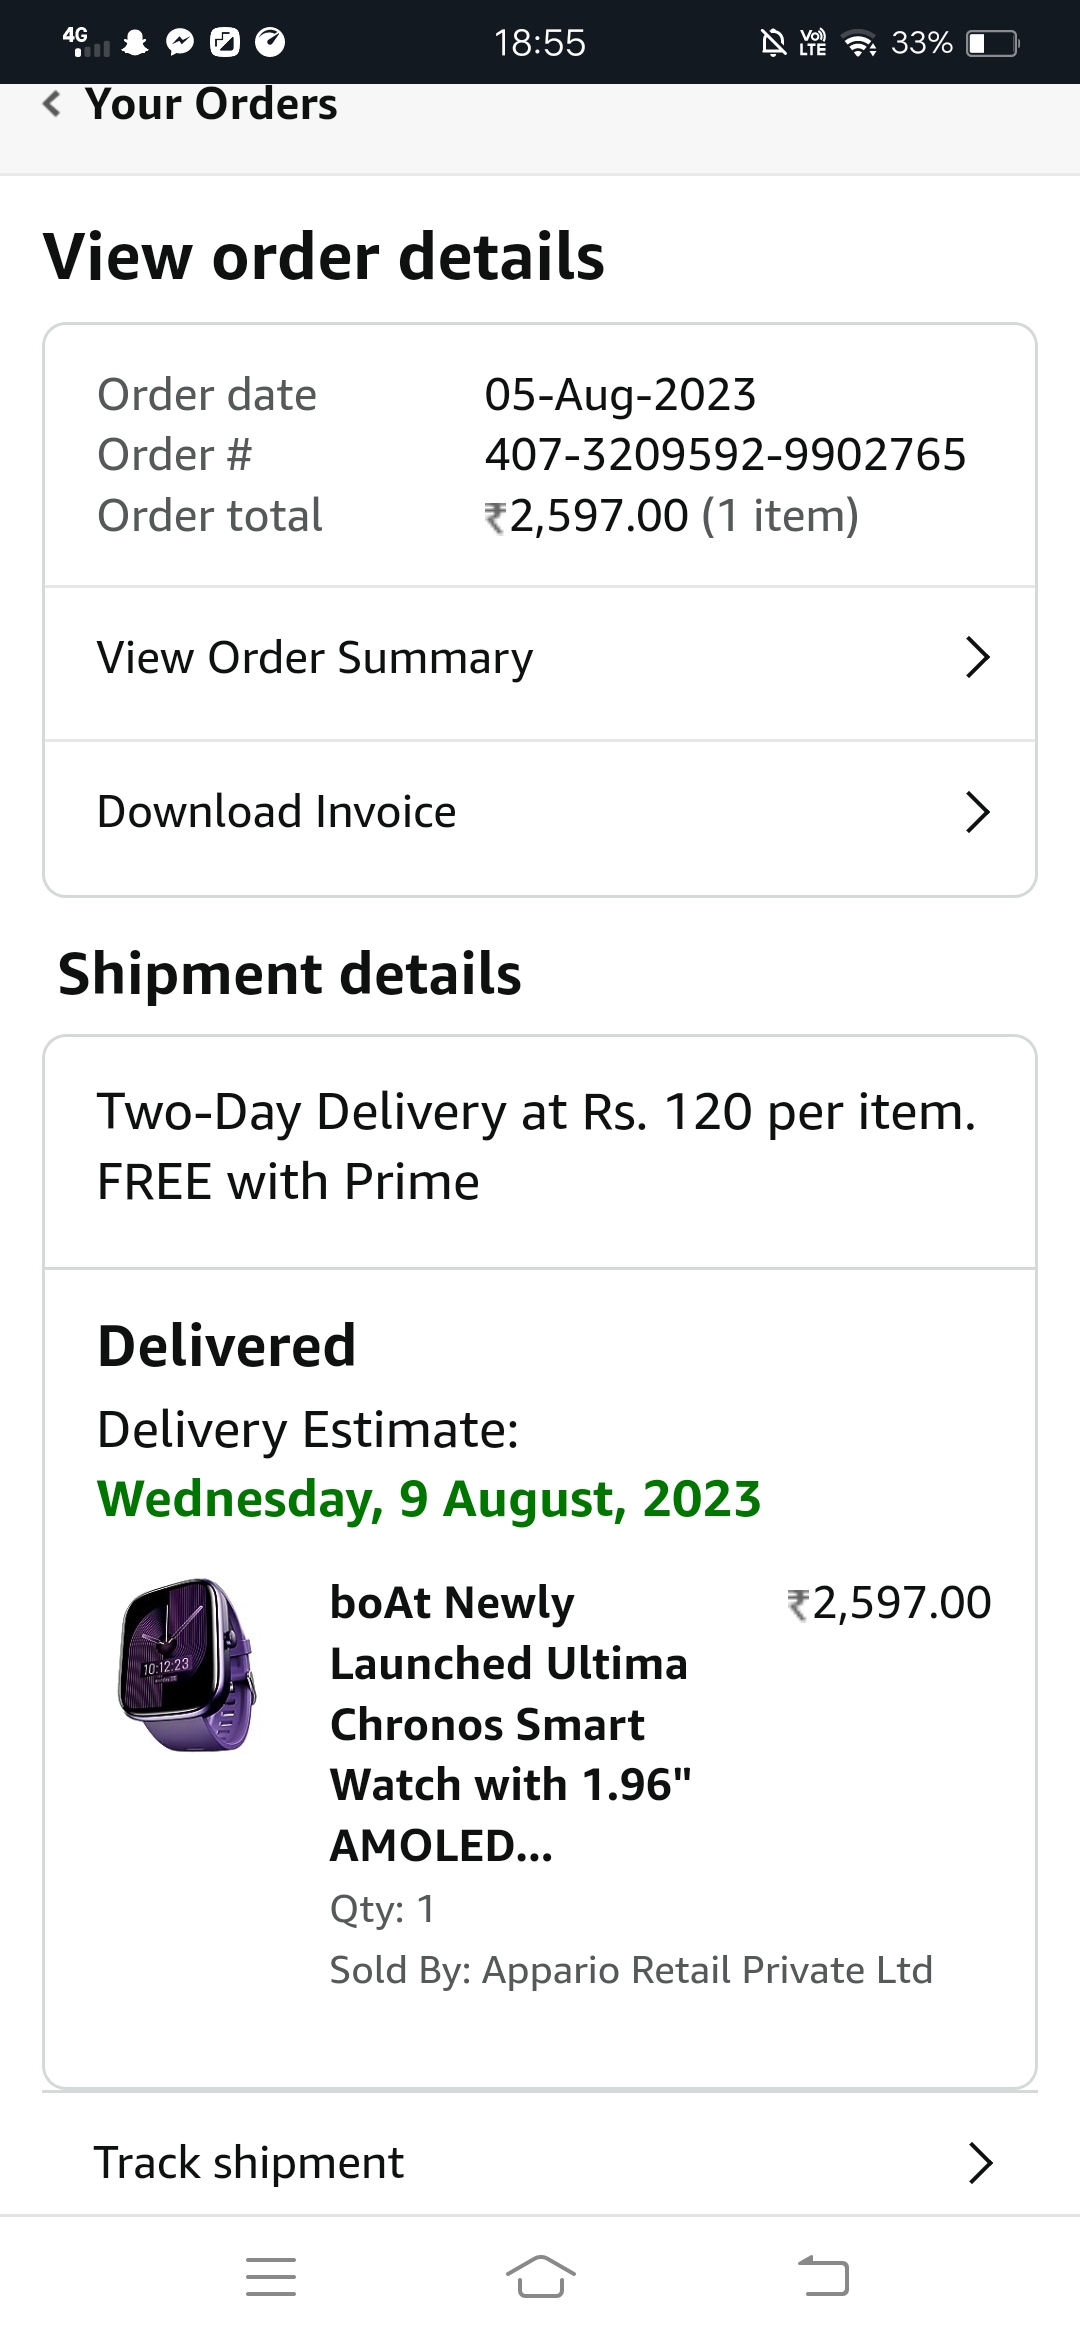 4G 18:55 Vo) LTE 33%
Your Orders
View order details
Order date 05-Aug-2023
Order # 407-3209592-9902765
Order total ₹2,597.00 (1 item)
View Order Summary
Download Invoice
Shipment details
Two-Day Delivery at Rs. 120 per item.
FREE with Prime
Delivered
Delivery Estimate:
Wednesday, 9 August, 2023
boAt Newly ₹2,597.00
Launched Ultima
Chronos Smart
Watch with 1.96"
AMOLED...
10:12:23
Qty: 1
Sold By: Appario Retail Private Ltd
Track shipment